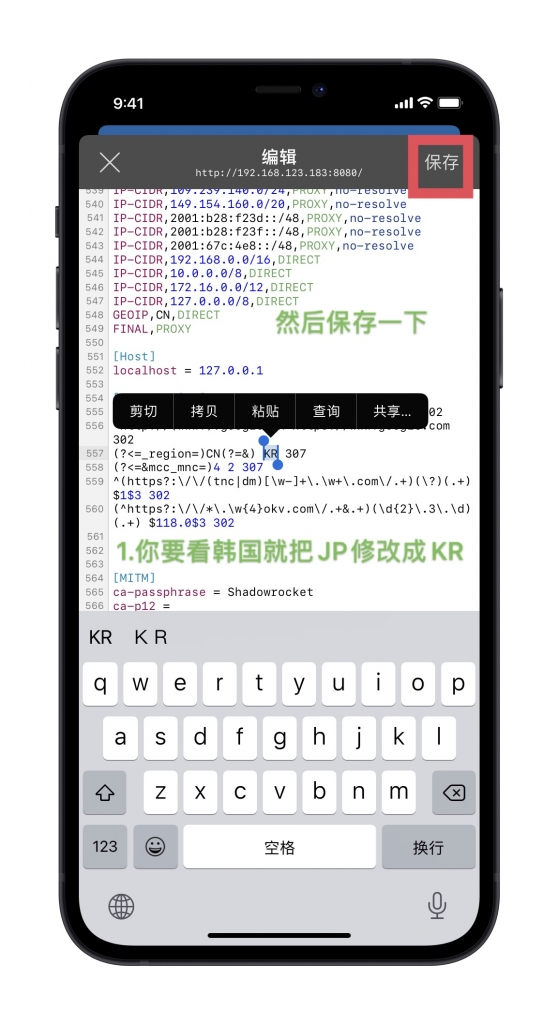 9:41
编辑
保存
http://192.168.123.183:8080/
539 IP-CIDR,109.239.140.0/24,PROXY,no-resolve
540 IP-CIDR,149.154.160.0/20,PROXY,no-resolve
541 IP-CIDR,2001:b28:f23d::/48,PROXY,no-resolve
542 IP-CIDR,2001:b28:f23f::/48,PROXY,no-resolve
543 IP-CIDR,2001:67c:4e8::/48,PROXY,no-resolve
544 IP-CIDR,192.168.0.0/16,DIRECT
545 IP-CIDR,10.0.0.0/8,DIRECT
546 IP-CIDR,172.16.0.0/12,DIRECT
547 IP-CIDR,127.0.0.0/8,DIRECT
548 GEOIP,CN,DIRECT
549 FINAL,PROXY
然后保存一下
550
551 [Host]
552 localhost = 127.0.0.1
553
剪切 拷贝 粘贴 查询 共享...
555 302
556 com
302
557 (?<=_region=)CN(?=&) KR 307
558 (?<=&mcc_mnc=)4 2 307
559 ^(https?:\/\/(tnc|dm)[\w-]+\.\w+\.com\/.+)(\?)(.+)
$1$3 302
560 (^https?:\/\/*\.\w{4}okv.com\/.+&.+)(\d{2}\.3\.\d)
(.+) $118.0$3 302
561
562
563
1.你要看韩国就把 JP 修改成 KR
564 [MITM]
565 ca-passphrase = Shadowrocket
566 ca-p12 =
KR K R
q w e r t y u i o p
a s d f g h j k l
z x c v b n m
123 空格 换行